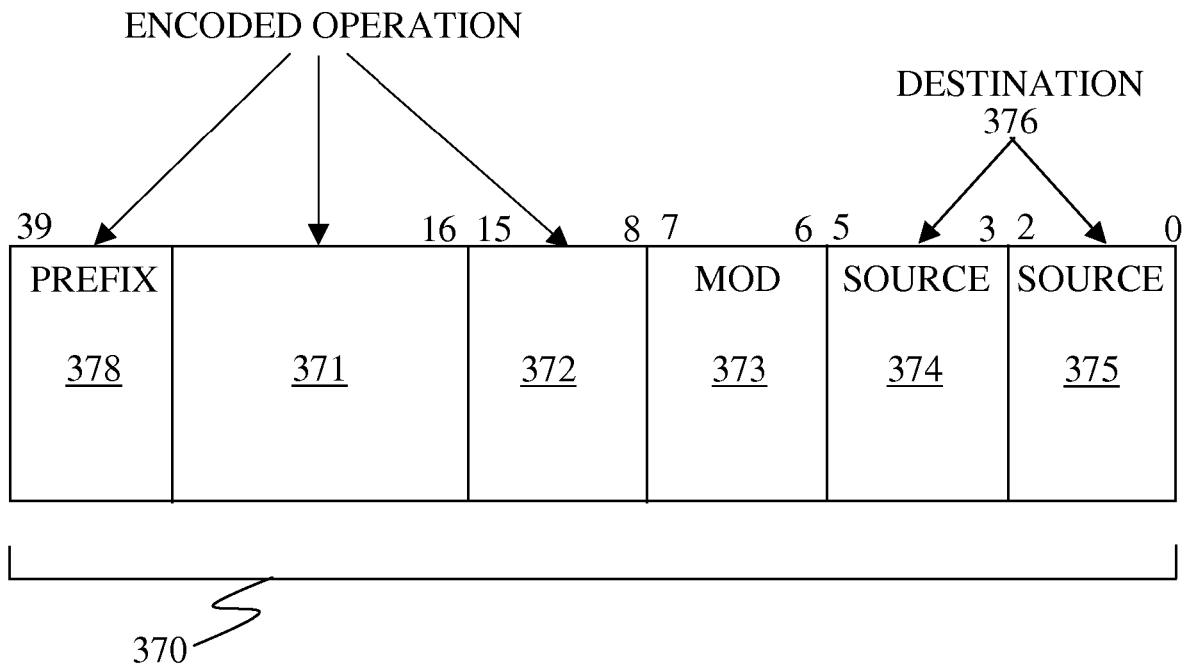 ENCODED OPERATION
DESTINATION
376
39 16 15 8 7 6 5 3 2 0
PREFIX MOD SOURCE SOURCE
378 371 372 373 374 375
370